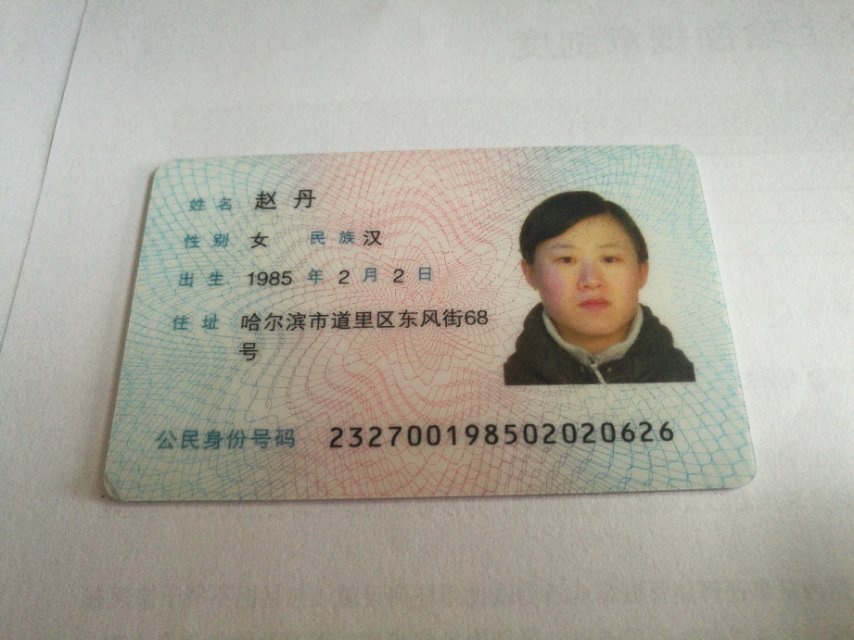 姓名 赵丹
性别 女 民族 汉
出生 1985 年 2 月 2 日
住址 哈尔滨市道里区东风街68
号
公民身份号码 232700198502020626